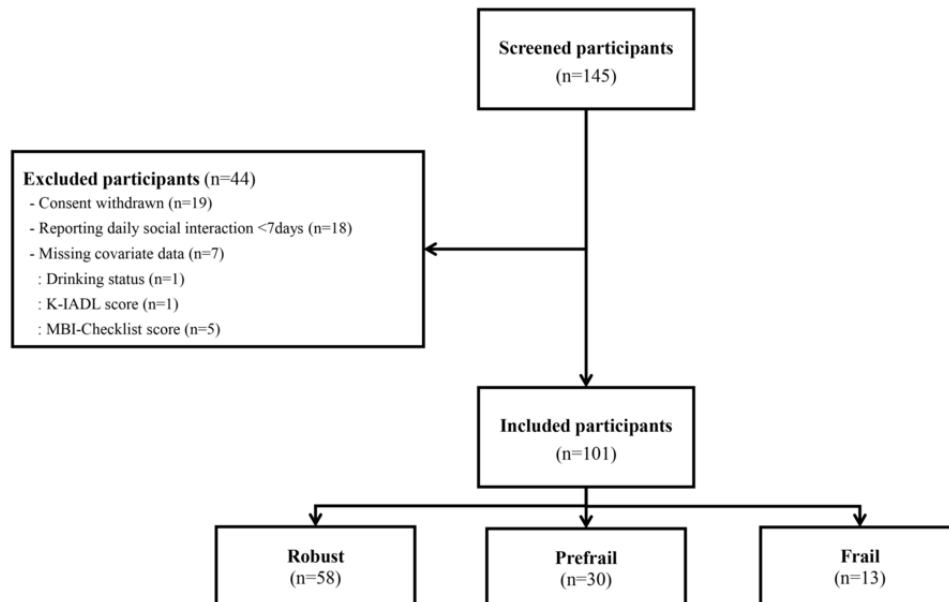 Screened participants
(n=145)
Excluded participants (n=44)
- Consent withdrawn (n=19)
- Reporting daily social interaction <7days (n=18)
- Missing covariate data (n=7)
: Drinking status (n=1)
: K-IADL score (n=1)
: MBI-Checklist score (n=5)
Included participants
(n=101)
Robust
(n=58)
Prefrail
(n=30)
Frail
(n=13)